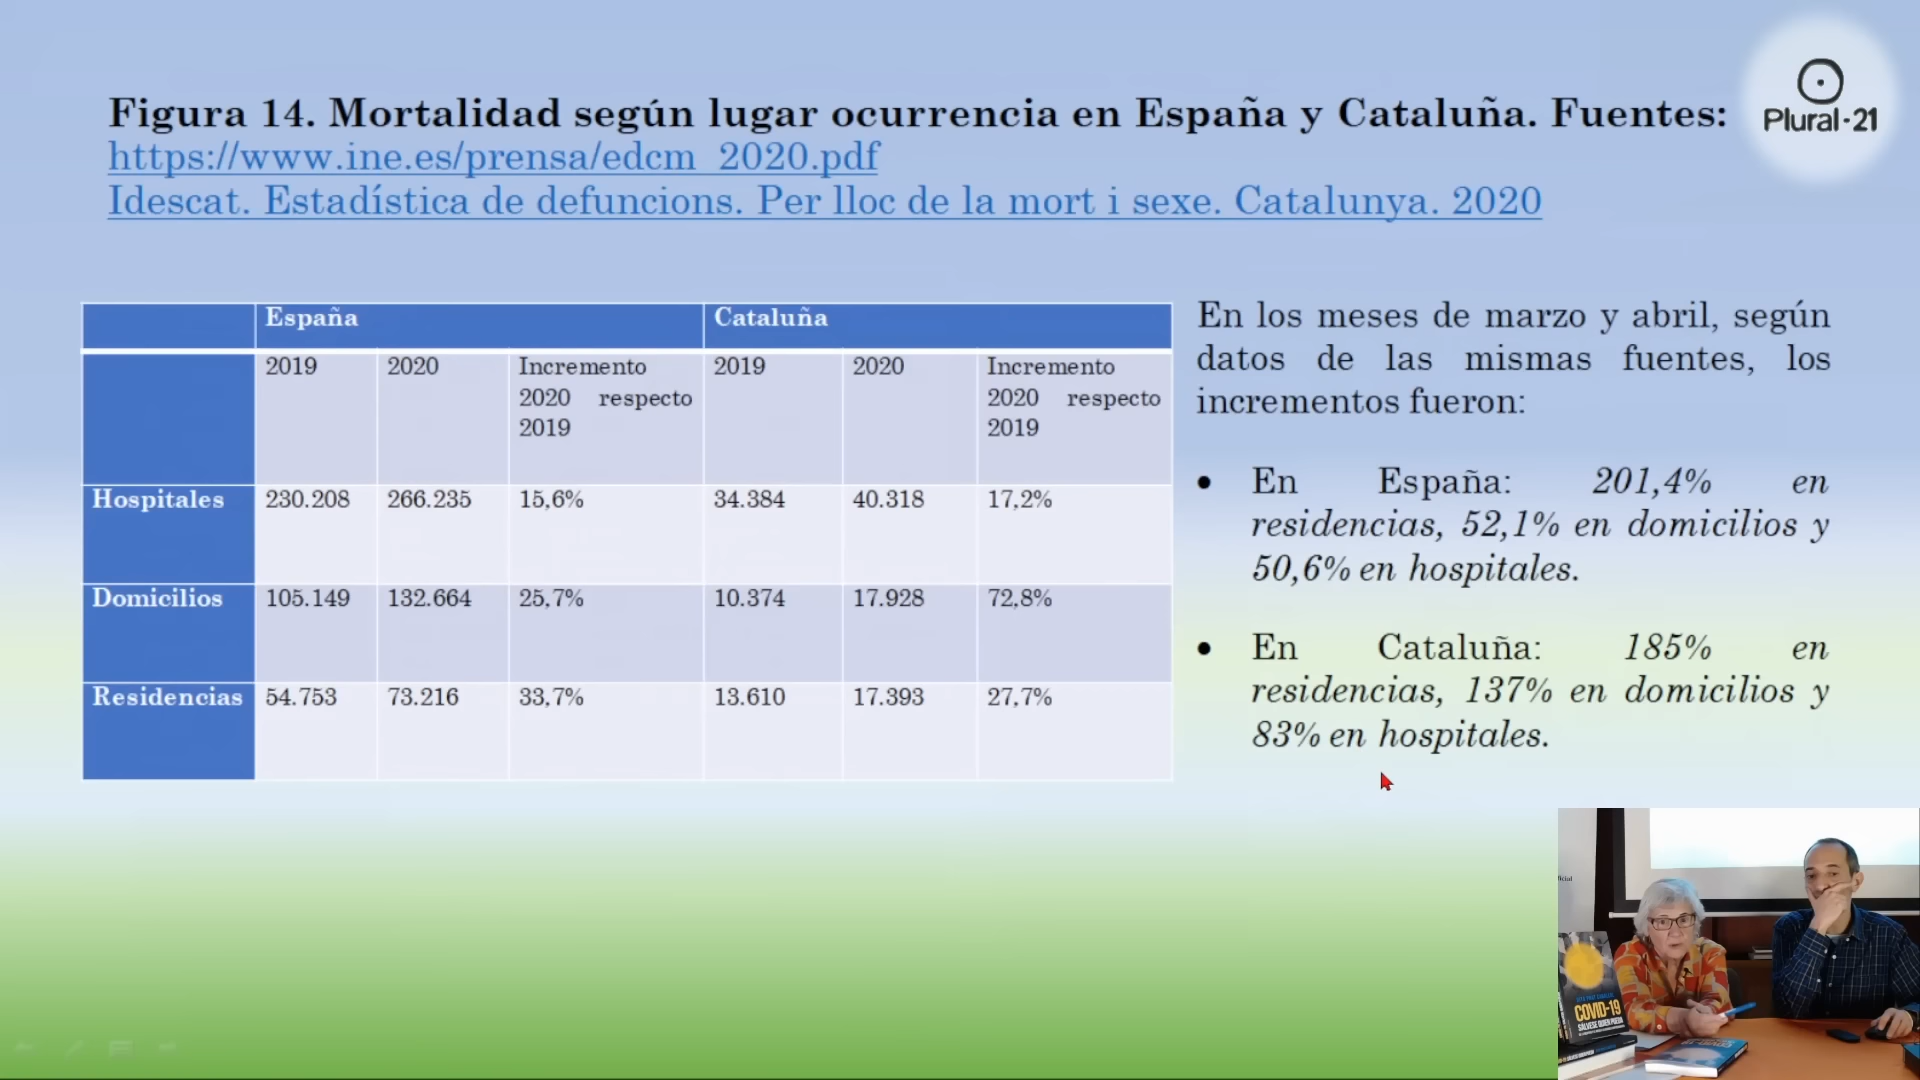 Figura 14. Mortalidad según lugar ocurrencia en España y Cataluña. Fuentes:
https://www.ine.es/prensa/edcm_2020.pdf
Idescat. Estadística de defuncions. Per lloc de la mort i sexe. Catalunya. 2020
Plural-21
España Cataluña
2019 2020 Incremento 2020 respecto 2019 2019 2020 Incremento 2020 respecto 2019
Hospitales 230.208 266.235 15,6% 34.384 40.318 17,2%
Domicilios 105.149 132.664 25,7% 10.374 17.928 72,8%
Residencias 54.753 73.216 33,7% 13.610 17.393 27,7%
En los meses de marzo y abril, según
datos de las mismas fuentes, los
incrementos fueron:
• En España: 201,4% en
residencias, 52,1% en domicilios y
50,6% en hospitales.
• En Cataluña: 185% en
residencias, 137% en domicilios y
83% en hospitales.
COVID-19
SÁLVESE QUIEN PUEDA